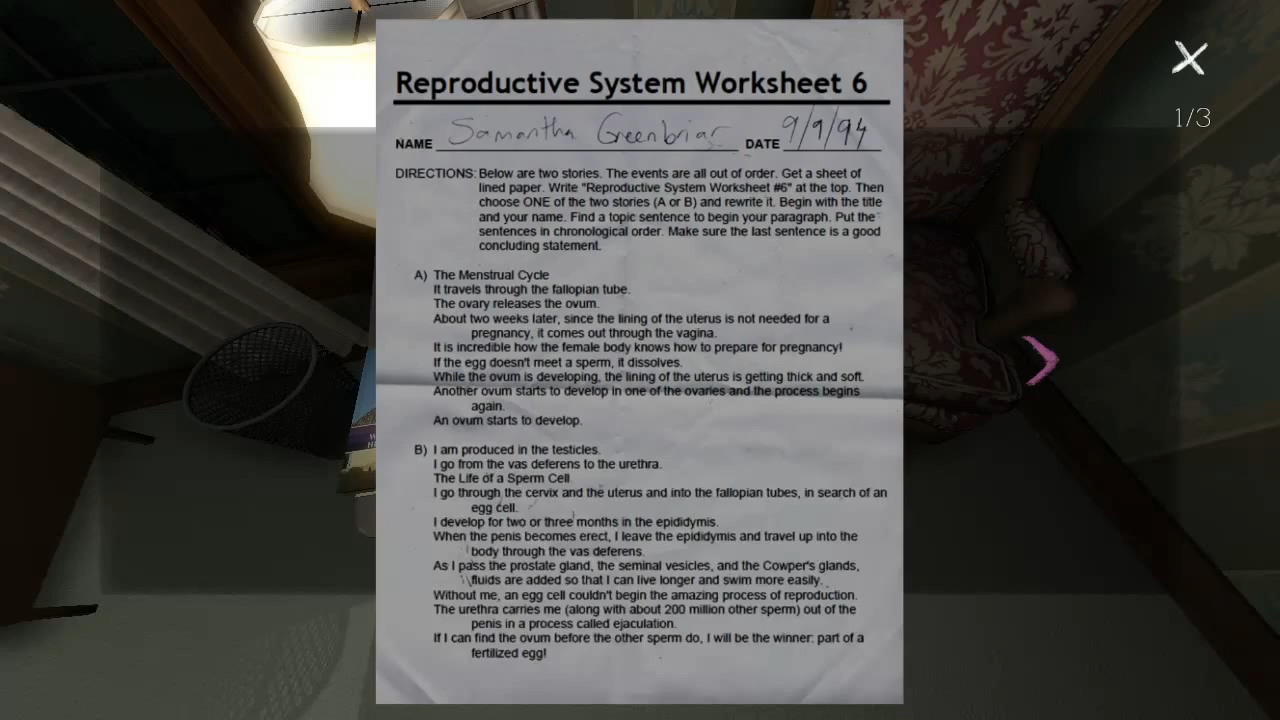 Reproductive System Worksheet 6
1/3
NAME Samantha Greenbriar DATE 9/9/94
DIRECTIONS: Below are two stories. The events are all out of order. Get a sheet of
lined paper. Write "Reproductive System Worksheet #6" at the top. Then
choose ONE of the two stories (A or B) and rewrite it. Begin with the title
and your name. Find a topic sentence to begin your paragraph. Put the
sentences in chronological order. Make sure the last sentence is a good
concluding statement.
A) The Menstrual Cycle
It travels through the fallopian tube.
The ovary releases the ovum.
About two weeks later, since the lining of the uterus is not needed for a
pregnancy, it comes out through the vagina.
It is incredible how the female body knows how to prepare for pregnancy!
If the egg doesn't meet a sperm, it dissolves.
While the ovum is developing, the lining of the uterus is getting thick and soft.
Another ovum starts to develop in one of the ovaries and the process begins
again.
An ovum starts to develop.
B) I am produced in the testicles.
I go from the vas deferens to the urethra.
The Life of a Sperm Cell
I go through the cervix and the uterus and into the fallopian tubes, in search of an
egg cell.
I develop for two or three months in the epididymis.
When the penis becomes erect, I leave the epididymis and travel up into the
body through the vas deferens.
As I pass the prostate gland, the seminal vesicles, and the Cowper's glands,
fluids are added so that I can live longer and swim more easily.
Without me, an egg cell couldn't begin the amazing process of reproduction.
The urethra carries me (along with about 200 million other sperm) out of the
penis in a process called ejaculation.
If I can find the ovum before the other sperm do, I will be the winner: part of a
fertilized egg!